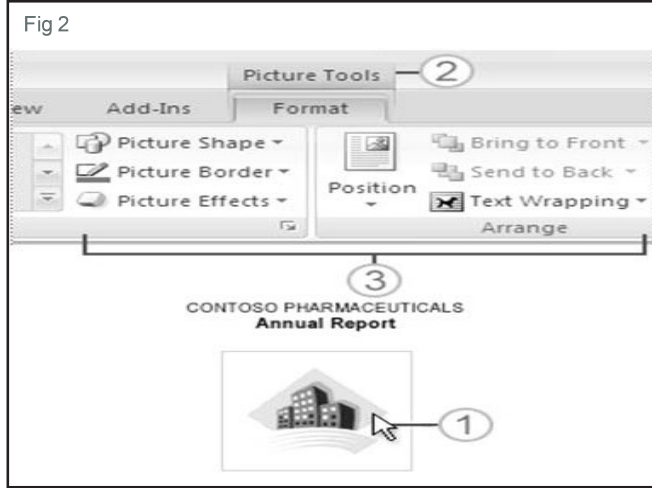 Fig 2
Picture Tools 2
ew Add-Ins Format
Picture Shape Bring to Front
Picture Border Position Send to Back
Picture Effects Text Wrapping
Arrange
3
CONTOSO PHARMACEUTICALS
Annual Report
1